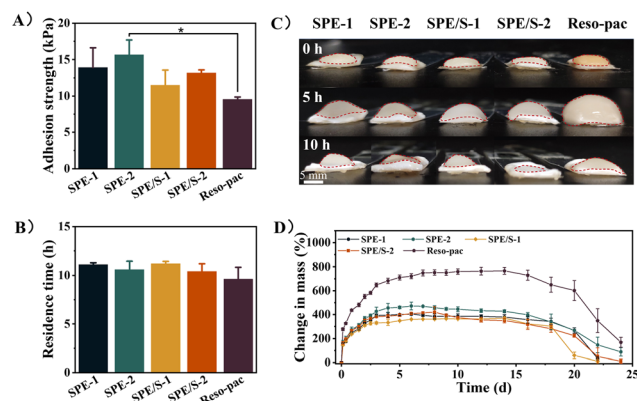 A)
Adhesion strength (kPa)
20
15
10
5
0
*
SPE-1
SPE-2
SPE/S-1
SPE/S-2
Reso-pac
B)
Residence time (h)
15
10
5
0
SPE-1
SPE-2
SPE/S-1
SPE/S-2
Reso-pac
C)
SPE-1 SPE-2 SPE/S-1 SPE/S-2 Reso-pac
0 h
5 h
10 h
5 mm
D)
SPE-1 SPE-2 SPE/S-1
SPE/S-2 Reso-pac
Change in mass (%)
1000
800
600
400
200
0
0 5 10 15 20 25
Time (d)